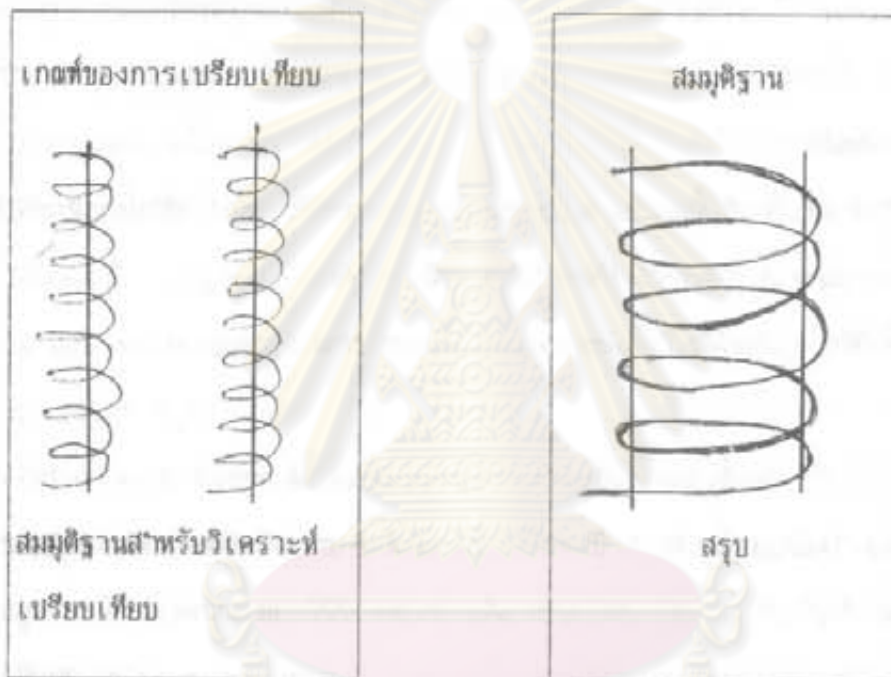 เกณฑ์ของการเปรียบเทียบ
สมมุติฐานสำหรับวิเคราะห์
เปรียบเทียบ
สมมุติฐาน
สรุป